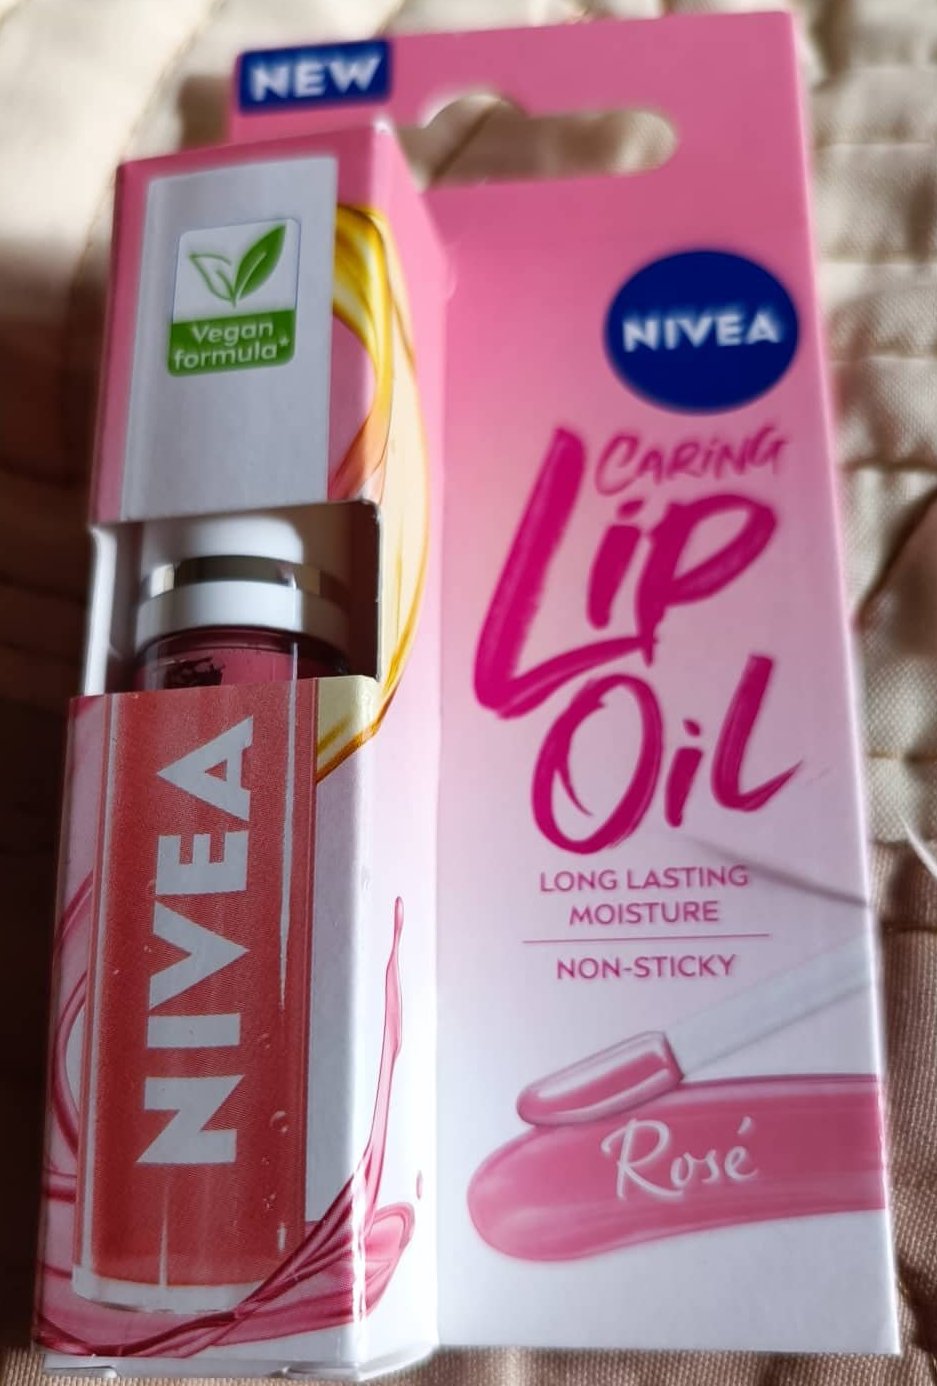 NEW
Vegan
formula*
NIVEA
NIVEA
CARING
Lip
Oil
LONG LASTING
MOISTURE
NON-STICKY
Rosé